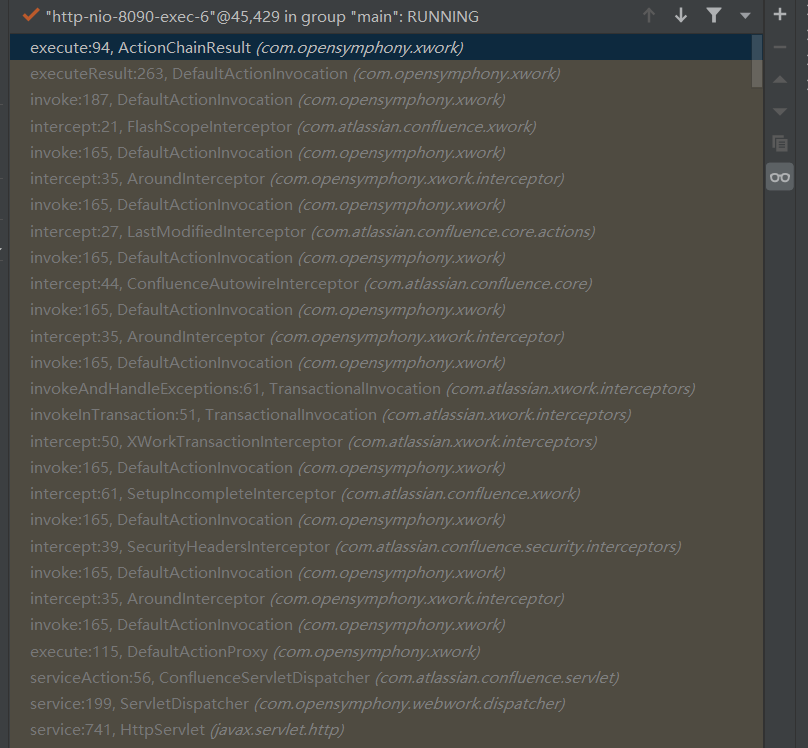 "http-nio-8090-exec-6"@45,429 in group "main": RUNNING
execute:94, ActionChainResult (com.opensymphony.xwork)
executeResult:263, DefaultActionInvocation (com.opensymphony.xwork)
invoke:187, DefaultActionInvocation (com.opensymphony.xwork)
intercept:21, FlashScopeInterceptor (com.atlassian.confluence.xwork)
invoke:165, DefaultActionInvocation (com.opensymphony.xwork)
intercept:35, AroundInterceptor (com.opensymphony.xwork.interceptor)
invoke:165, DefaultActionInvocation (com.opensymphony.xwork)
intercept:27, LastModifiedInterceptor (com.atlassian.confluence.core.actions)
invoke:165, DefaultActionInvocation (com.opensymphony.xwork)
intercept:44, ConfluenceAutowireInterceptor (com.atlassian.confluence.core)
invoke:165, DefaultActionInvocation (com.opensymphony.xwork)
intercept:35, AroundInterceptor (com.opensymphony.xwork.interceptor)
invoke:165, DefaultActionInvocation (com.opensymphony.xwork)
invokeAndHandleExceptions:61, TransactionalInvocation (com.atlassian.xwork.interceptors)
invokeInTransaction:51, TransactionalInvocation (com.atlassian.xwork.interceptors)
intercept:50, XWorkTransactionInterceptor (com.atlassian.xwork.interceptors)
invoke:165, DefaultActionInvocation (com.opensymphony.xwork)
intercept:61, SetupIncompleteInterceptor (com.atlassian.confluence.xwork)
invoke:165, DefaultActionInvocation (com.opensymphony.xwork)
intercept:39, SecurityHeadersInterceptor (com.atlassian.confluence.security.interceptors)
invoke:165, DefaultActionInvocation (com.opensymphony.xwork)
intercept:35, AroundInterceptor (com.opensymphony.xwork.interceptor)
invoke:165, DefaultActionInvocation (com.opensymphony.xwork)
execute:115, DefaultActionProxy (com.opensymphony.xwork)
serviceAction:56, ConfluenceServletDispatcher (com.atlassian.confluence.servlet)
service:199, ServletDispatcher (com.opensymphony.webwork.dispatcher)
service:741, HttpServlet (javax.servlet.http)